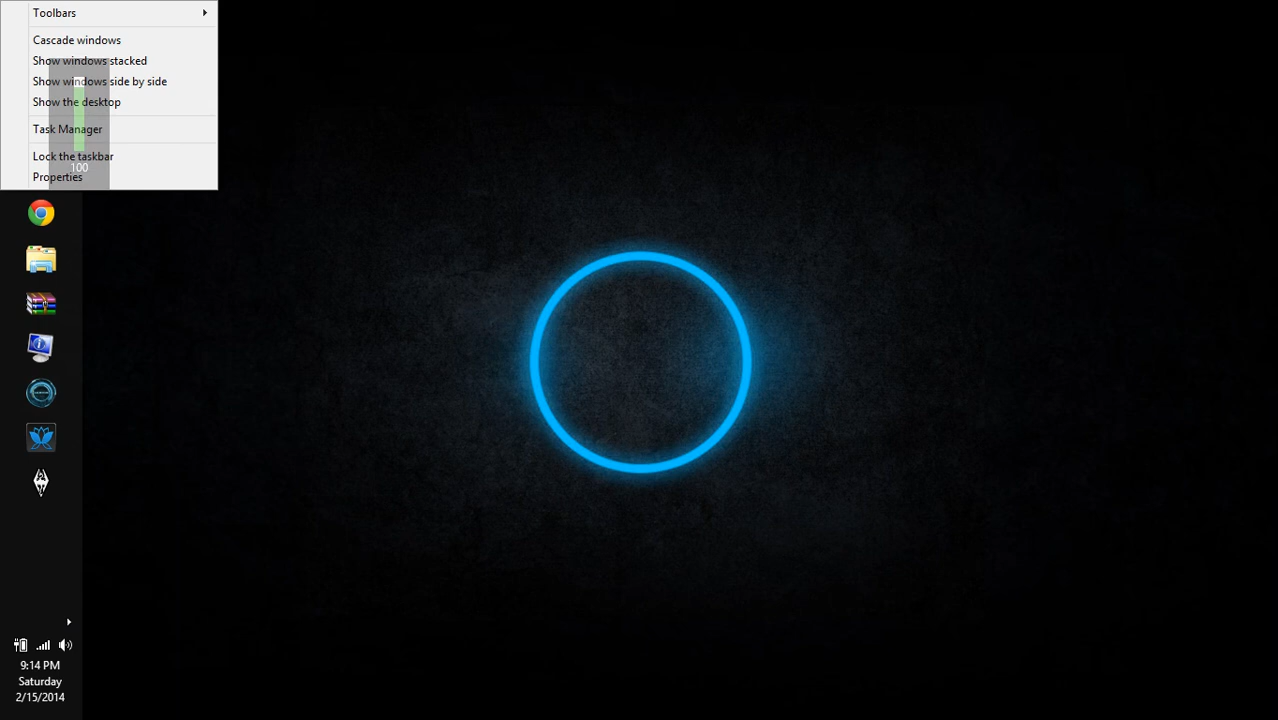 Toolbars
Cascade windows
Show windows stacked
Show windows side by side
Show the desktop
Task Manager
Lock the taskbar
100
Properties
9:14 PM
Saturday
2/15/2014